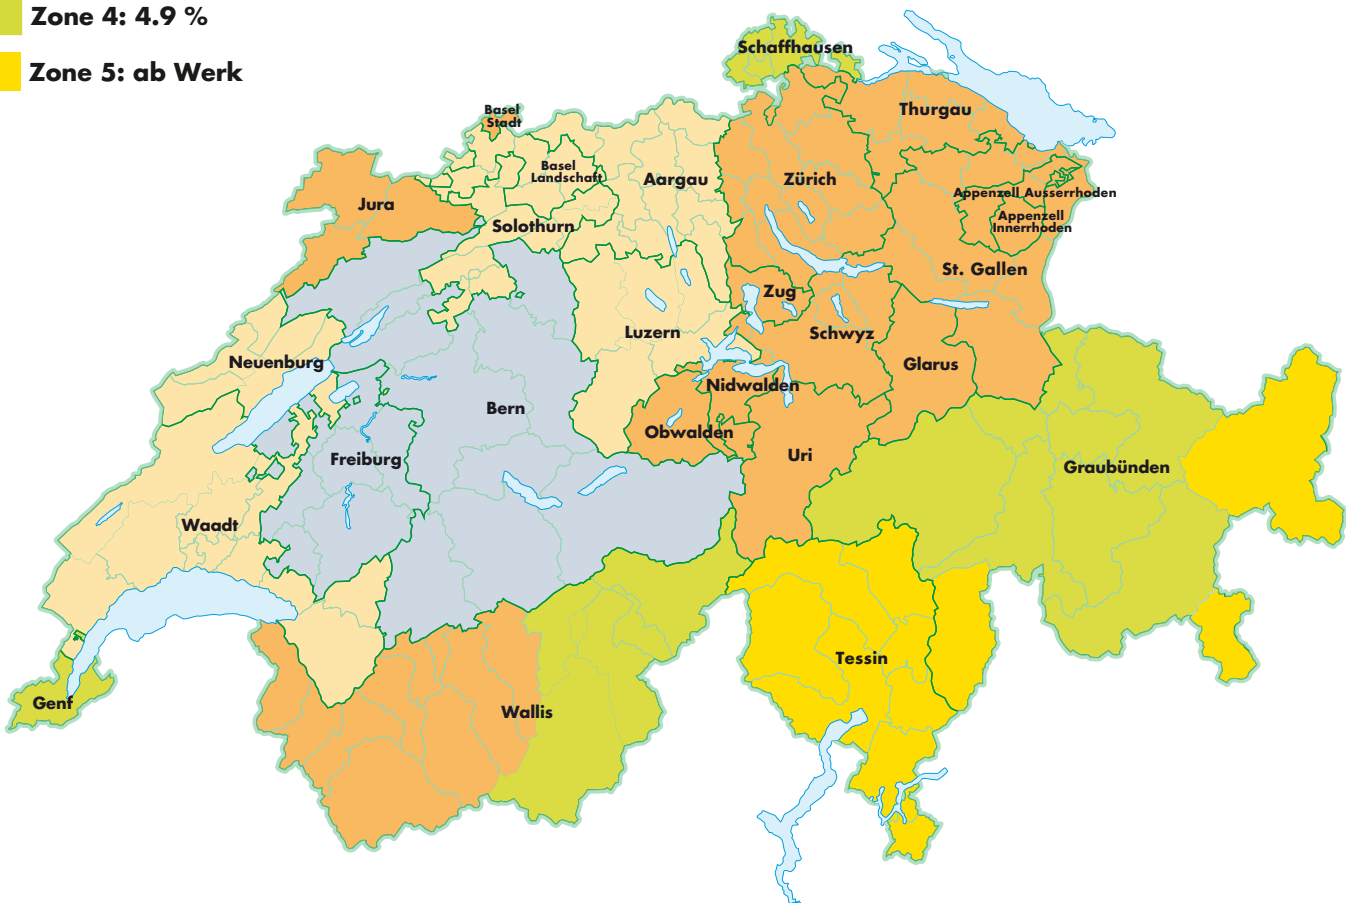 Zone 4: 4.9 %
Zone 5: ab Werk
Schaffhausen
Basel
Stadt
Thurgau
Basel
Landschaft
Aargau
Zürich
Appenzell Ausserrhoden
Jura
Appenzell
Innerrhoden
Solothurn
St. Gallen
Zug
Luzern
Schwyz
Neuenburg
Glarus
Nidwalden
Bern
Obwalden
Uri
Freiburg
Graubünden
Waadt
Tessin
Genf
Wallis